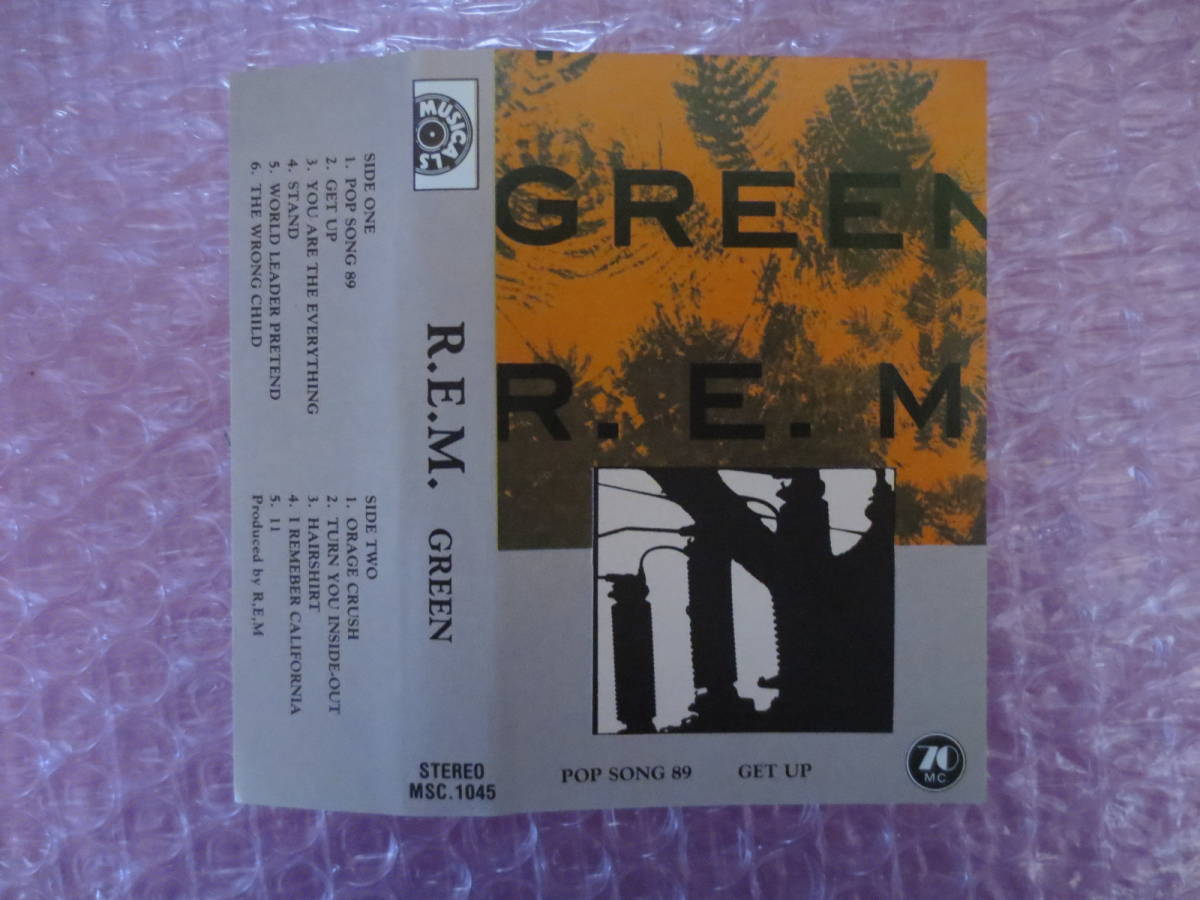 GREEN
R. E. M
POP SONG 89 GET UP
70
MC
MUSICALS
R.E.M. GREEN
STEREO
MSC.1045
SIDE ONE
1. POP SONG 89
2. GET UP
3. YOU ARE THE EVERYTHING
4. STAND
5. WORLD LEADER PRETEND
6. THE WRONG CHILD
SIDE TWO
1. ORAGE CRUSH
2. TURN YOU INSIDE-OUT
3. HAIRSHIRT
4. I REMEBER CALIFORNIA
5. 11
Produced by R,E,M